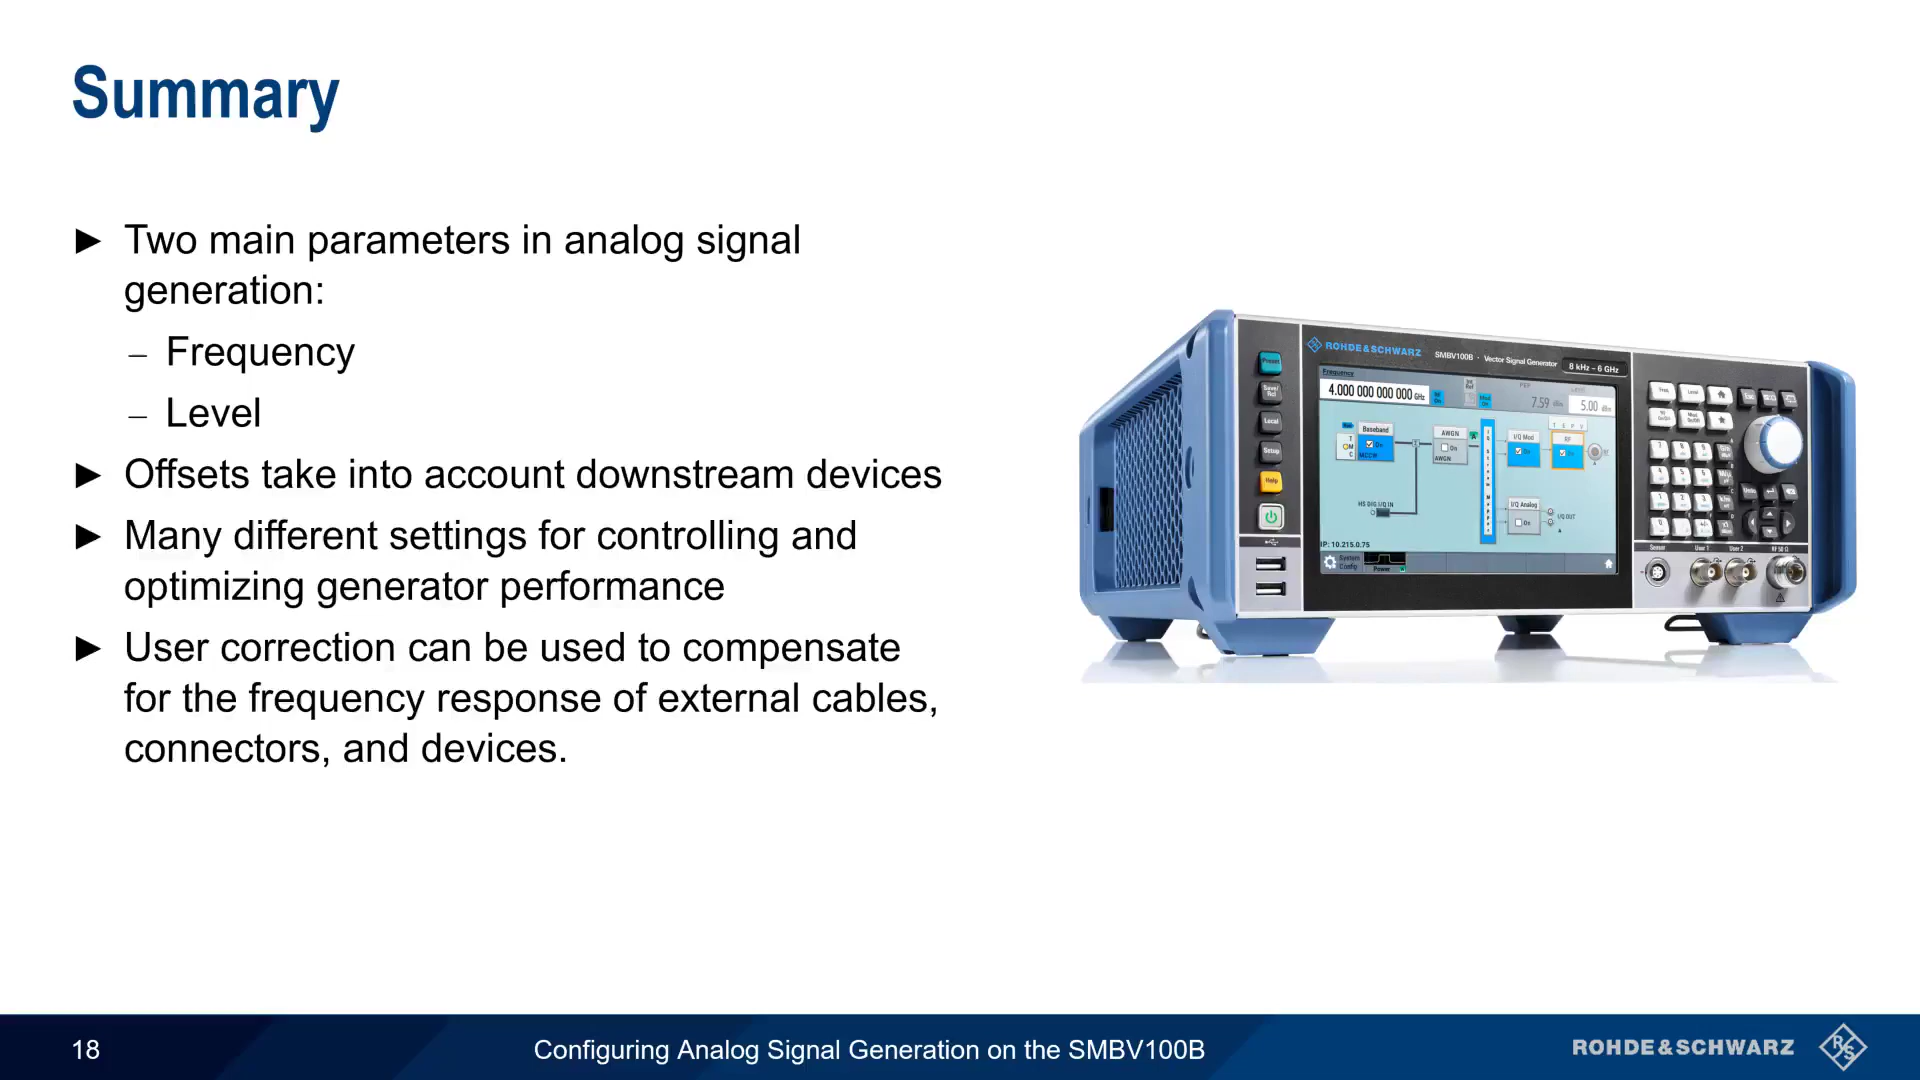 Summary
► Two main parameters in analog signal
generation:
– Frequency
– Level
► Offsets take into account downstream devices
► Many different settings for controlling and
optimizing generator performance
► User correction can be used to compensate
for the frequency response of external cables,
connectors, and devices.
ROHDE&SCHWARZ SMBV100B · Vector Signal Generator 8 kHz – 6 GHz
Preset
Save/
Rcl
Local
Setup
Help
Frequence
4.000 000 000 000 GHz
PEP
7.59 dBm
LEVEL
5.00 dBm
Baseband
On
MCCW
AWGN
On
AWGN
I/Q Stream Mapper
I/Q Mod
On
RF
On
HS DIG I/Q IN
I/Q Analog
On
I/Q OUT
IP: 10.215.0.75
System
Config
Power
Sensor
User 1
User 2
RF 50 Ω
18
Configuring Analog Signal Generation on the SMBV100B
ROHDE&SCHWARZ
R&S